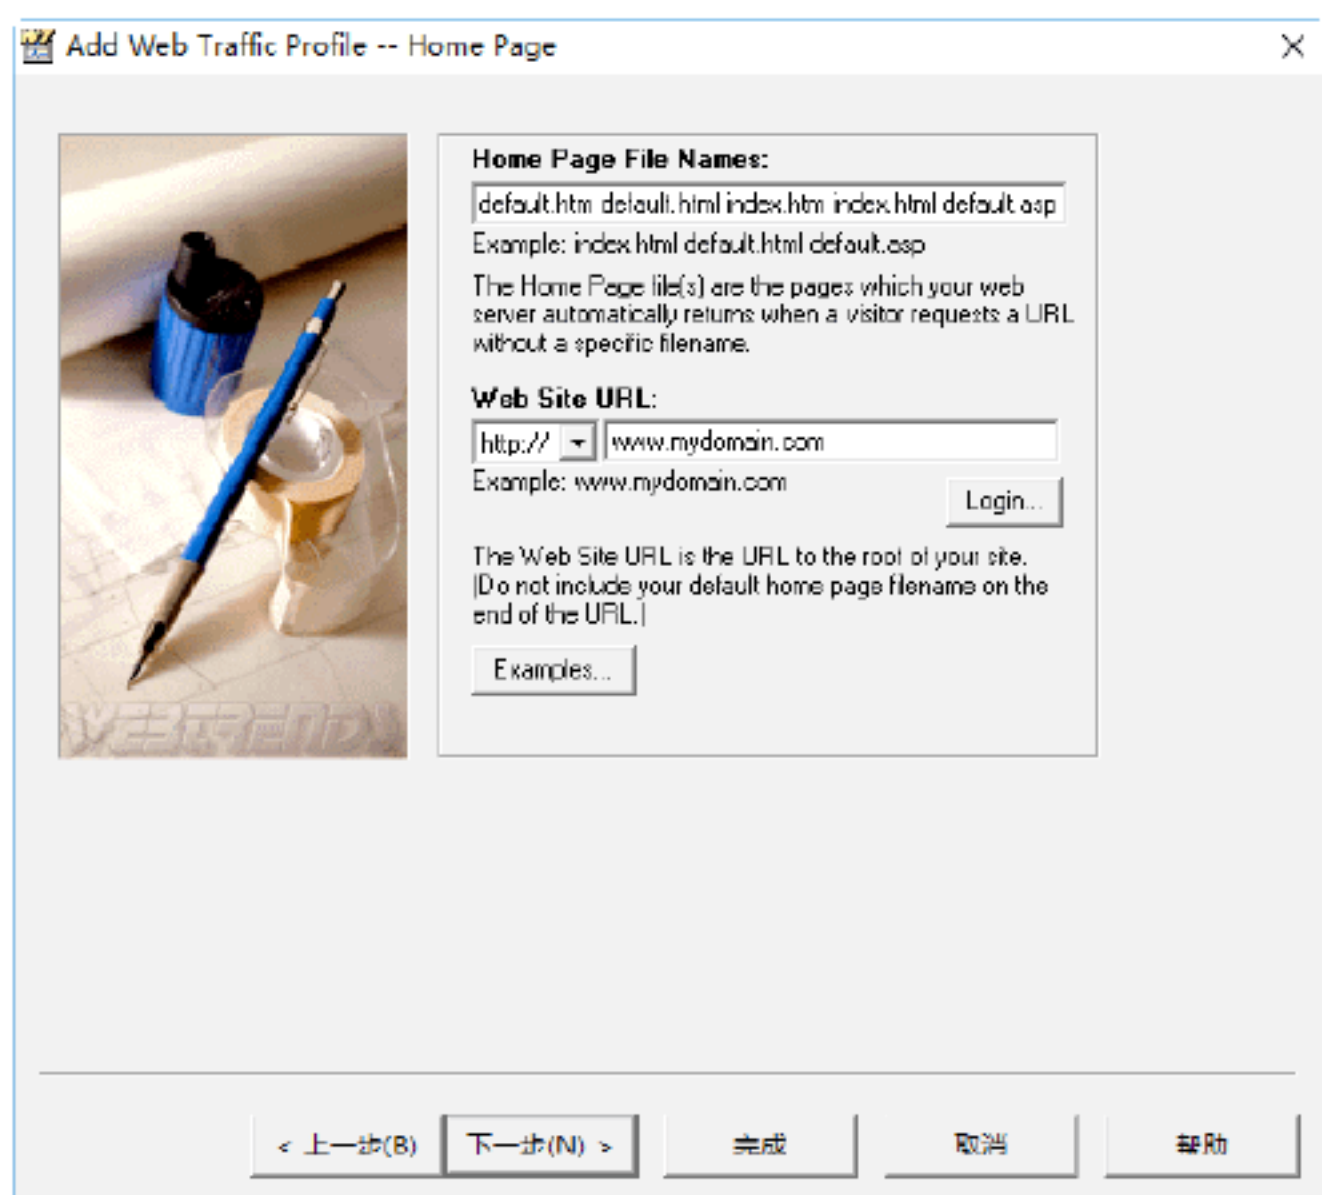 Add Web Traffic Profile -- Home Page
Home Page File Names:
default.htm default.html index.htm index.html default.asp
Example: index.html default.html default.asp
The Home Page file(s) are the pages which your web
server automatically returns when a visitor requests a URL
without a specific filename.
Web Site URL:
http:// www.mydomain.com
Example: www.mydomain.com
Login...
The Web Site URL is the URL to the root of your site.
(Do not include your default home page filename on the
end of the URL.)
Examples...
WEBTRENDS
< 上一步(B) 下一步(N) > 完成 取消 帮助